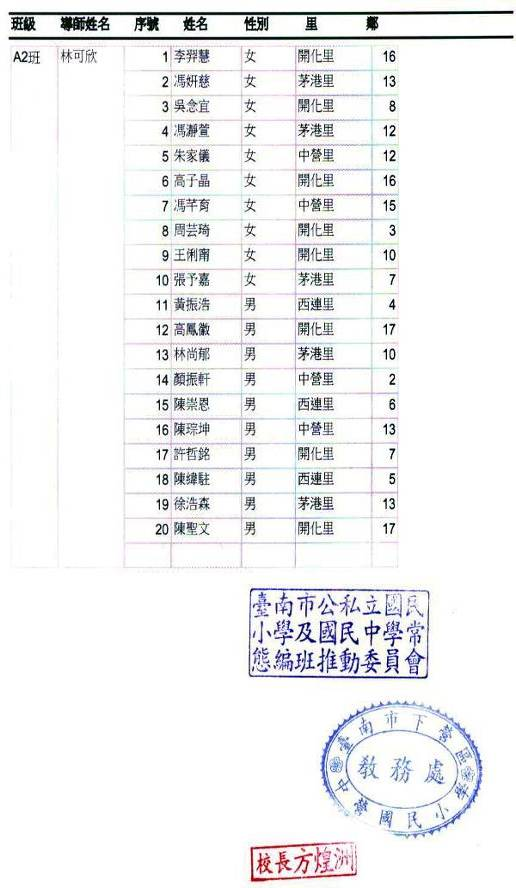 班級 導師姓名 序號 姓名 性別 里 鄰
A2班 林可欣 1 李羿慧 女 開化里 16
2 馮妍慈 女 茅港里 13
3 吳念宜 女 開化里 8
4 馮瀞萱 女 茅港里 12
5 朱家儀 女 中營里 12
6 高子晶 女 開化里 16
7 馮芊育 女 中營里 15
8 周芸琦 女 開化里 3
9 王俐甯 女 開化里 10
10 張予嘉 女 茅港里 7
11 黃振浩 男 西連里 4
12 高鳳徽 男 開化里 17
13 林尚郁 男 茅港里 10
14 顏振軒 男 中營里 2
15 陳崇恩 男 西連里 6
16 陳琮坤 男 中營里 13
17 許哲銘 男 開化里 7
18 陳緯駐 男 西連里 5
19 徐浩森 男 茅港里 13
20 陳聖文 男 開化里 17
臺南市公私立國民
小學及國民中學常
態編班推動委員會
臺南市下營區
教務處
中營國民小學
校長方煌洲